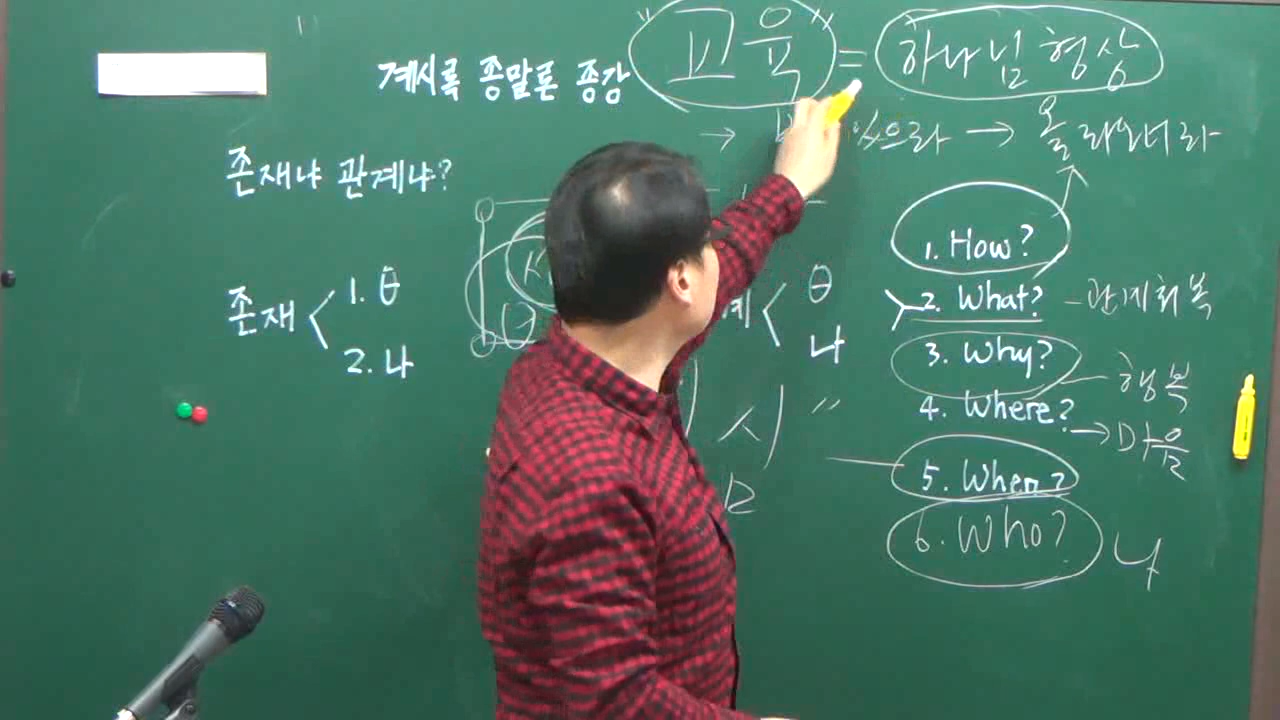 "교육" = 하나님 형상
계시록 종말론 종강
→ 있으라 → 올라오너라
존재냐 관계냐?
1. How?
존재 < 1. θ
2. 나
θ
나
2. What? - 관계회복
3. Why? - 행복
4. Where? → 마음
시 "
5. When?
6. Who? 나